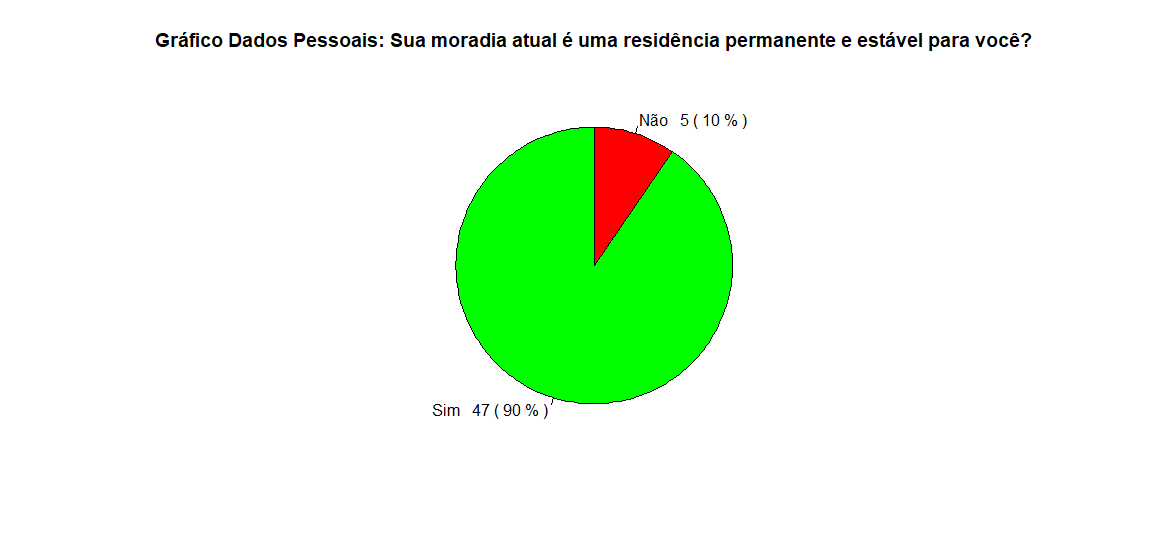 Gráfico Dados Pessoais: Sua moradia atual é uma residência permanente e estável para você?
Não 5 ( 10 % )
Sim 47 ( 90 % )